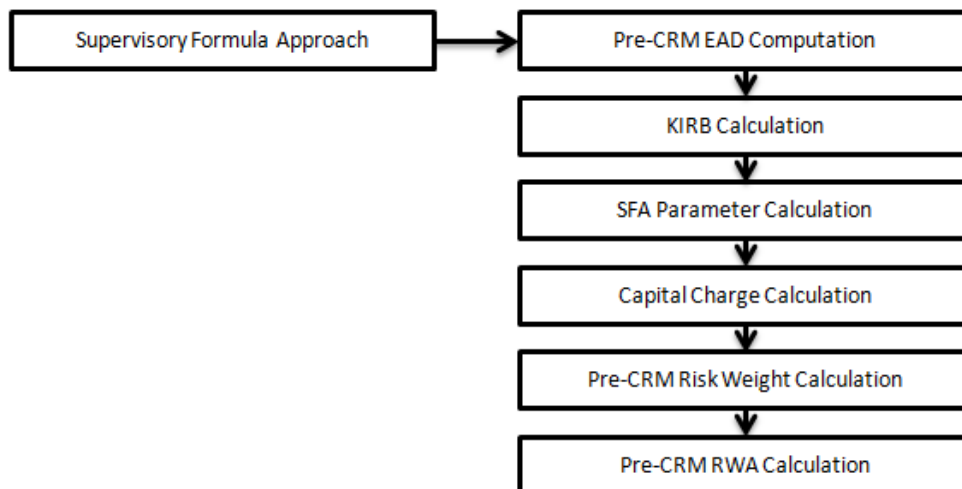 Supervisory Formula Approach
Pre-CRM EAD Computation
KIRB Calculation
SFA Parameter Calculation
Capital Charge Calculation
Pre-CRM Risk Weight Calculation
Pre-CRM RWA Calculation